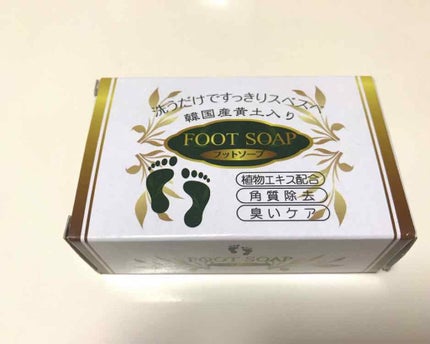 洗うだけですっきりスベスベ
韓国産黄土入り
FOOT SOAP
フットソープ
植物エキス配合
角質除去
臭いケア
FOOT SOAP